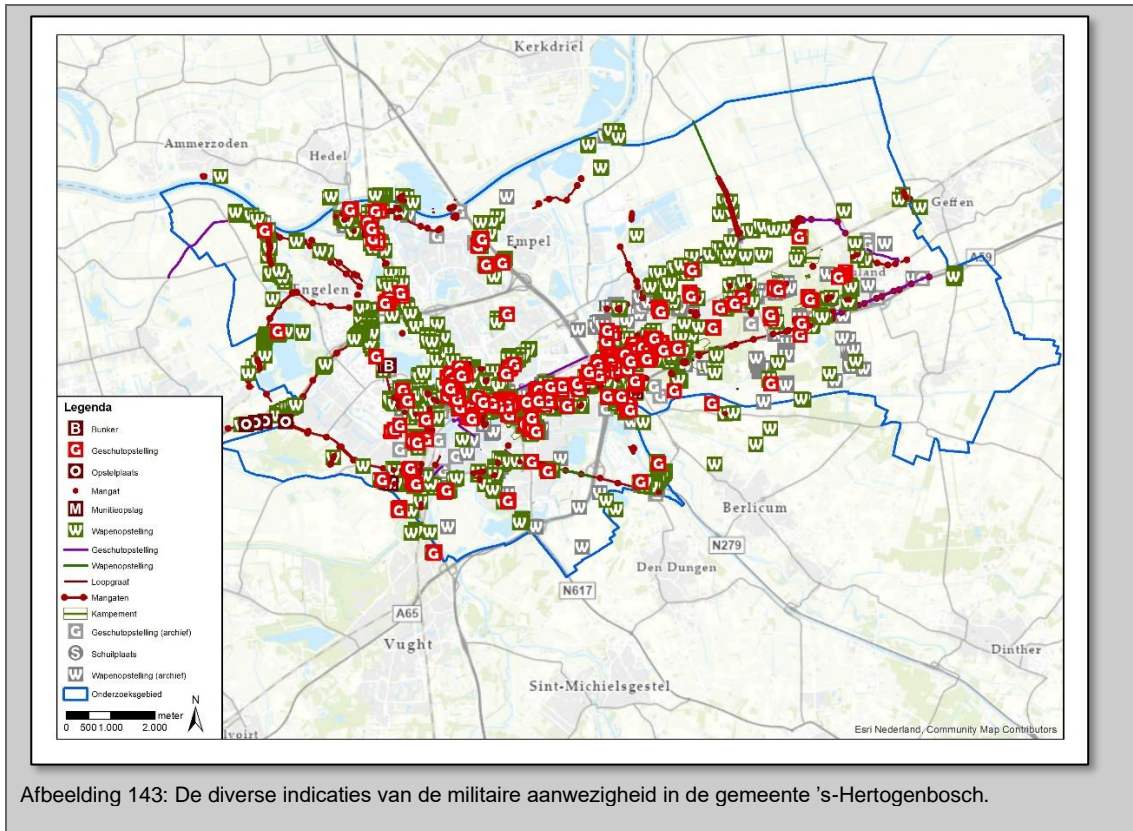 Kerkdriel
Ammerzoden
Hedel
Geffen
Empel
A59
Engelen
Legenda
Bunker
Geschutopstelling
Opstelplaats
Mangat
Munitieopslag
Wapenopstelling
Geschutopstelling
Wapenopstelling
Loopgraaf
Mangaten
Kampement
Geschutopstelling (archief)
Schuilplaats
Wapenopstelling (archief)
Onderzoeksgebied
N
meter
0 500 1.000 2.000
Berlicum
N279
Den Dungen
N617
A65
Vught
Dinther
Sint-Michielsgestel
Esri Nederland, Community Map Contributors
Afbeelding 143: De diverse indicaties van de militaire aanwezigheid in de gemeente ’s-Hertogenbosch.